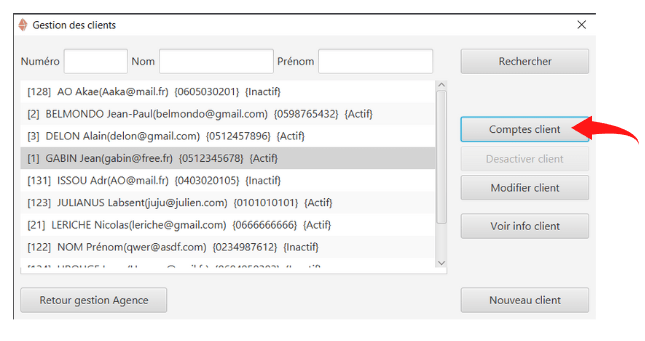 Gestion des clients
Numéro Nom Prénom Rechercher
[128] AO Akae(Aaka@mail.fr) {0605030201} {Inactif}
[2] BELMONDO Jean-Paul(belmondo@gmail.com) {0598765432} {Actif}
[3] DELON Alain(delon@gmail.com) {0512457896} {Actif}
[1] GABIN Jean(gabin@free.fr) {0512345678} {Actif}
[131] ISSOU Adr(AO@mail.fr) {0403020105} {Inactif}
[123] JULIANUS Labsent(juju@julien.com) {0101010101} {Actif}
[21] LERICHE Nicolas(leriche@gmail.com) {0666666666} {Actif}
[122] NOM Prénom(qwer@asdf.com) {0234987612} {Inactif}
Comptes client
Desactiver client
Modifier client
Voir info client
Retour gestion Agence
Nouveau client